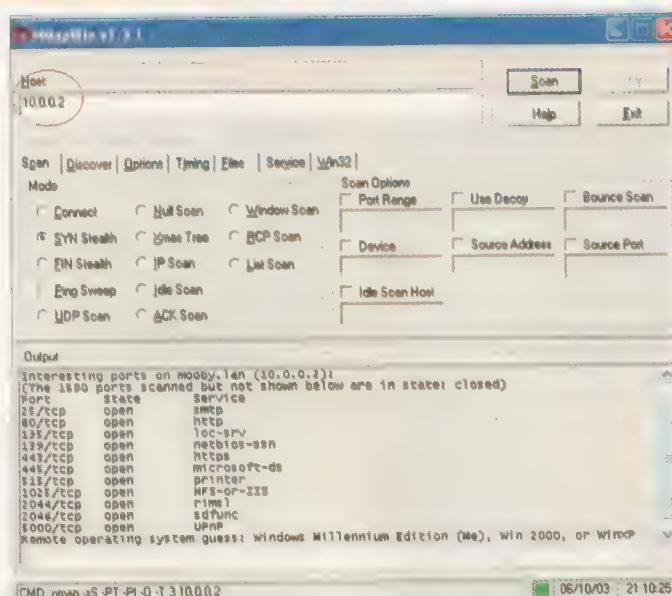 Host
10.0.0.2
Scan
Help
Exit
Scan Discover Options Timing Files Service Win32
Mode
Connect Null Scan Window Scan
SYN Stealth Xmas Tree RCP Scan
FIN Stealth IP Scan List Scan
Ping Sweep Idle Scan
UDP Scan ACK Scan
Scan Options
Port Range Use Decoy Bounce Scan
Device Source Address Source Port
Idle Scan Host
Output
Interesting ports on mooby.lan (10.0.0.2):
(The 1590 ports scanned but not shown below are in state: closed)
Port State Service
25/tcp open smtp
80/tcp open http
135/tcp open loc-srv
139/tcp open netbios-ssn
443/tcp open https
445/tcp open microsoft-ds
515/tcp open printer
1025/tcp open NFS-or-IIS
2044/tcp open rimsl
2046/tcp open sdfunc
5000/tcp open UPnP
Remote operating system guess: Windows Millennium Edition (Me), Win 2000, or WinXP
CMD: nmap -sS -PT -PI -O -T 3 10.0.0.2
06/10/03 21:10:25